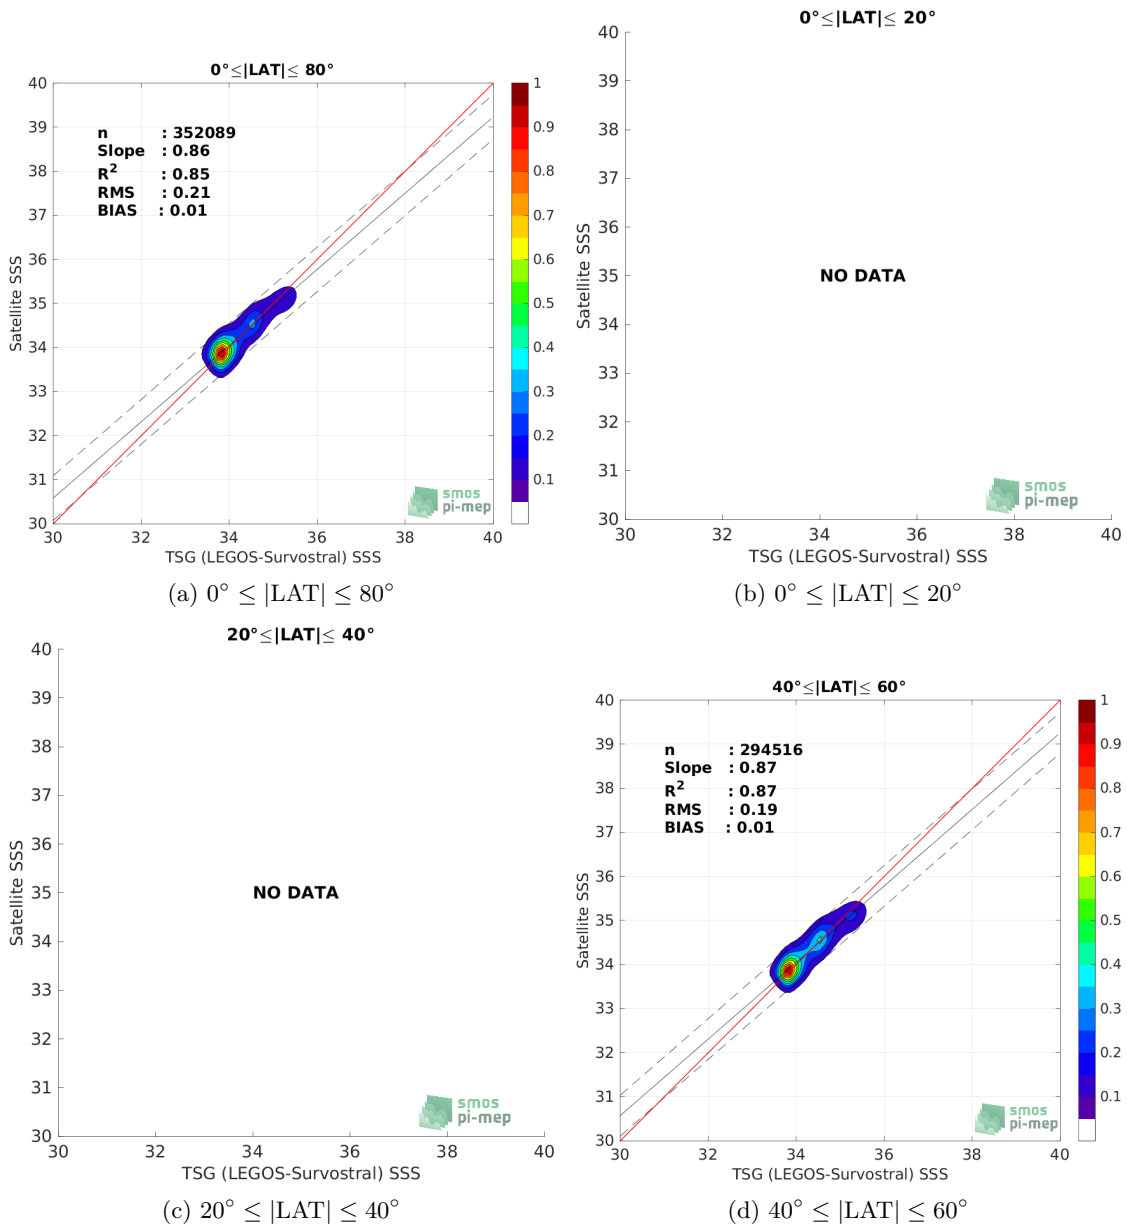 0°≤|LAT|≤ 80°
40
39
38
37
36
35
34
33
32
31
30
Satellite SSS
n : 352089
Slope : 0.86
R² : 0.85
RMS : 0.21
BIAS : 0.01
smos
pi-mep
30 32 34 36 38 40
TSG (LEGOS-Survostral) SSS
1
0.9
0.8
0.7
0.6
0.5
0.4
0.3
0.2
0.1
(a) 0° ≤ |LAT| ≤ 80°
0°≤|LAT|≤ 20°
40
39
38
37
36
35
34
33
32
31
30
Satellite SSS
NO DATA
smos
pi-mep
30 32 34 36 38 40
TSG (LEGOS-Survostral) SSS
(b) 0° ≤ |LAT| ≤ 20°
20°≤|LAT|≤ 40°
40
39
38
37
36
35
34
33
32
31
30
Satellite SSS
NO DATA
smos
pi-mep
30 32 34 36 38 40
TSG (LEGOS-Survostral) SSS
(c) 20° ≤ |LAT| ≤ 40°
40°≤|LAT|≤ 60°
40
39
38
37
36
35
34
33
32
31
30
Satellite SSS
n : 294516
Slope : 0.87
R² : 0.87
RMS : 0.19
BIAS : 0.01
smos
pi-mep
30 32 34 36 38 40
TSG (LEGOS-Survostral) SSS
1
0.9
0.8
0.7
0.6
0.5
0.4
0.3
0.2
0.1
(d) 40° ≤ |LAT| ≤ 60°